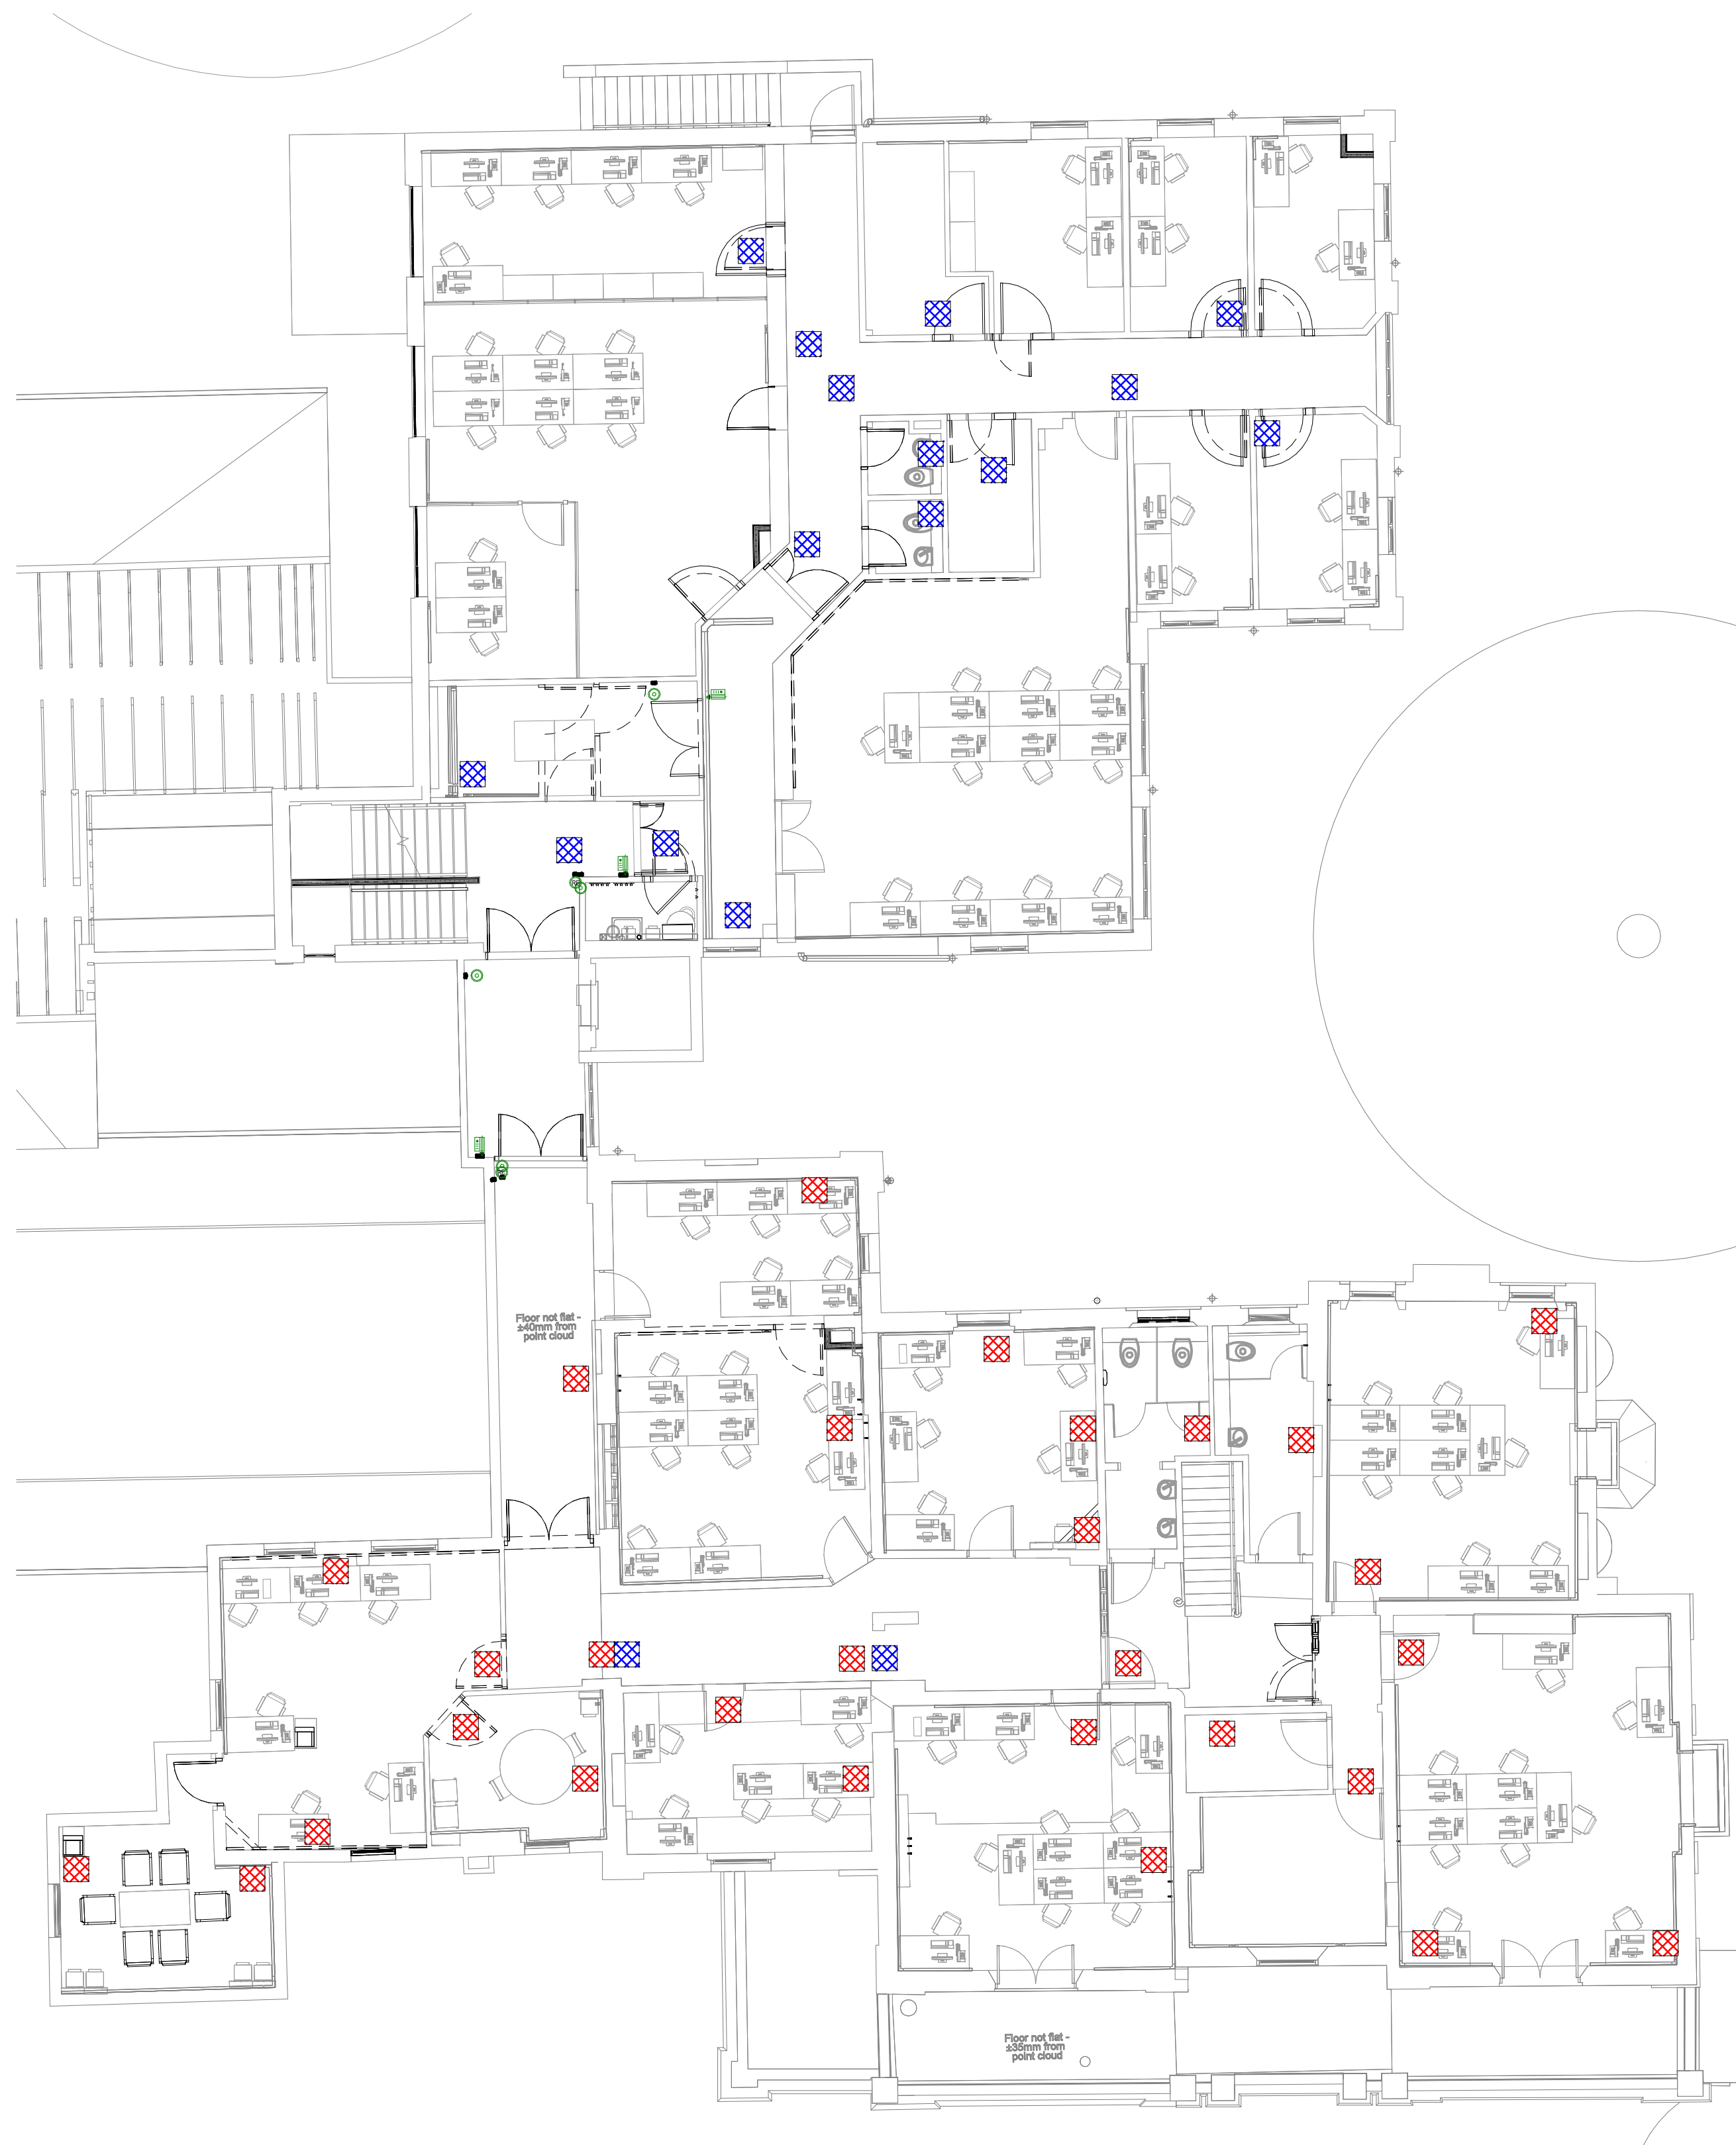 Floor not flat -
±40mm from
point cloud
Floor not flat -
±35mm from
point cloud